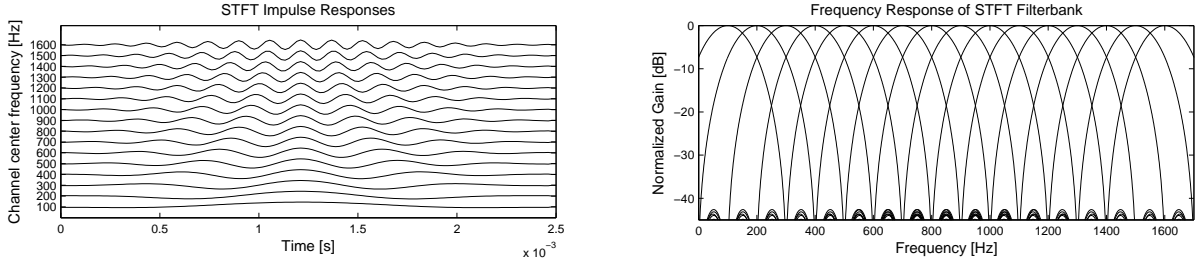 STFT Impulse Responses
Channel center frequency [Hz]
1600
1500
1400
1300
1200
1100
1000
900
800
700
600
500
400
300
200
100
0 0.5 1 1.5 2 2.5
Time [s]
x 10⁻³
Frequency Response of STFT Filterbank
Normalized Gain [dB]
0
−10
−20
−30
−40
0 200 400 600 800 1000 1200 1400 1600
Frequency [Hz]